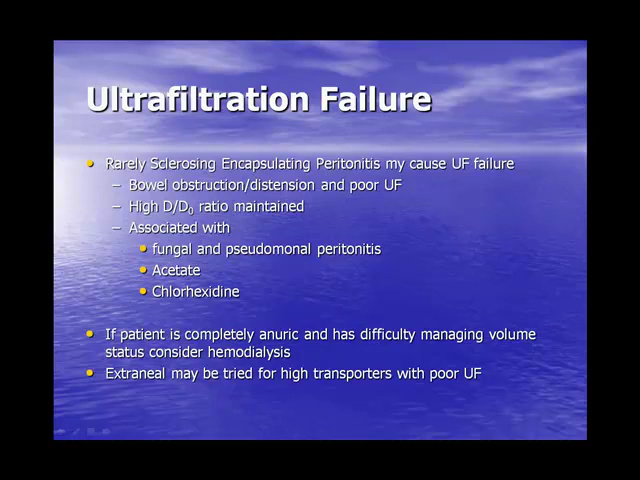 Ultrafiltration Failure
• Rarely Sclerosing Encapsulating Peritonitis my cause UF failure
– Bowel obstruction/distension and poor UF
– High D/D0 ratio maintained
– Associated with
• fungal and pseudomonal peritonitis
• Acetate
• Chlorhexidine
• If patient is completely anuric and has difficulty managing volume
status consider hemodialysis
• Extraneal may be tried for high transporters with poor UF